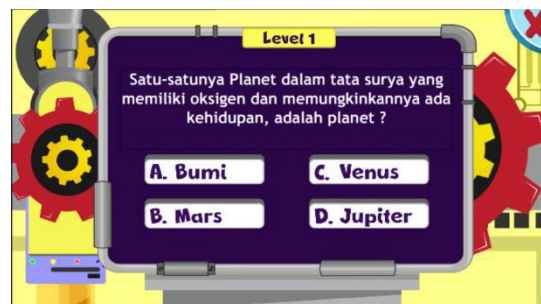 Level 1
Satu-satunya Planet dalam tata surya yang
memiliki oksigen dan memungkinkannya ada
kehidupan, adalah planet ?
A. Bumi
C. Venus
B. Mars
D. Jupiter